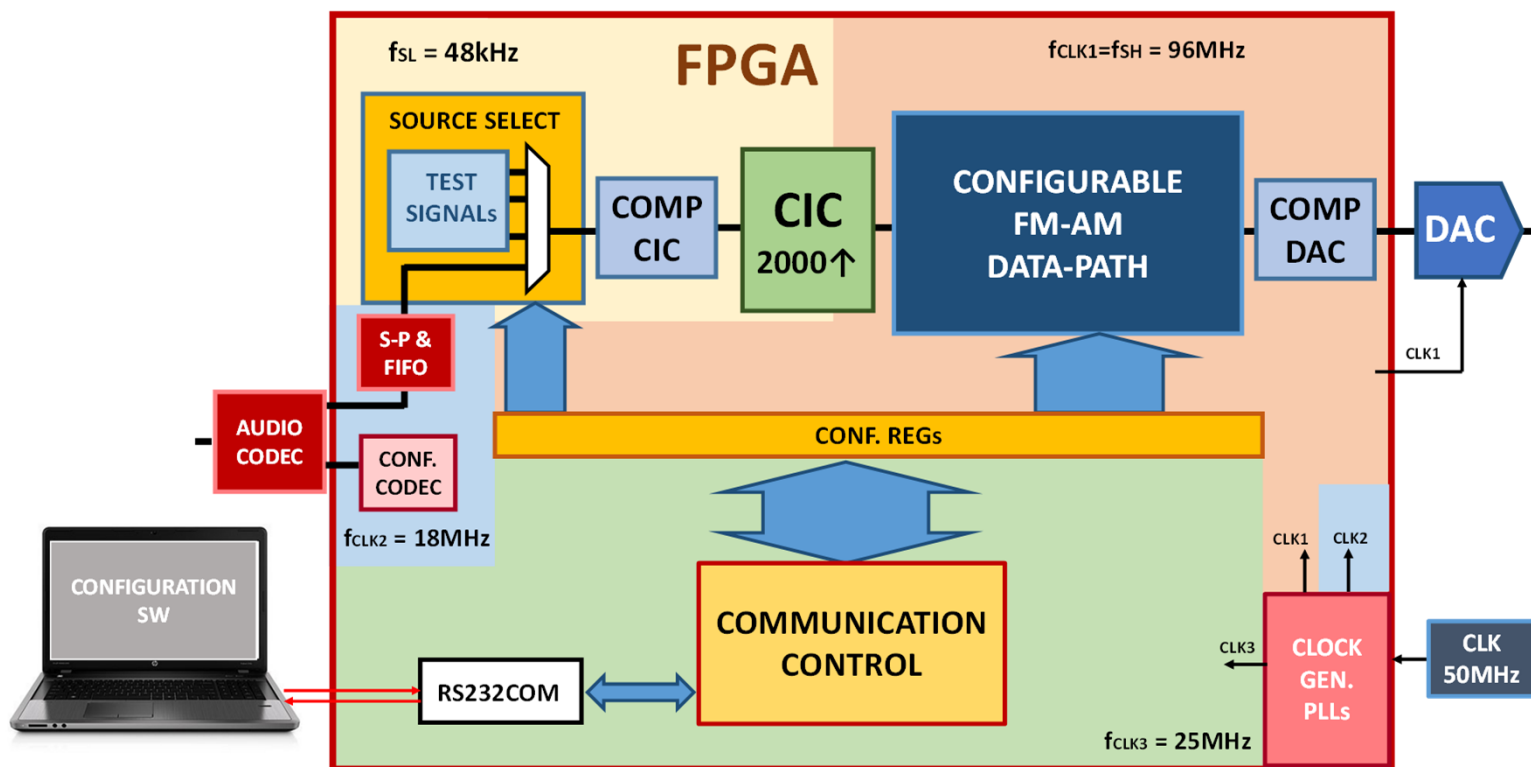 fSL = 48kHz
FPGA
fCLK1=fSH = 96MHz
SOURCE SELECT
TEST
SIGNALs
COMP
CIC
CIC
2000↑
CONFIGURABLE
FM-AM
DATA-PATH
COMP
DAC
DAC
S-P &
FIFO
CLK1
AUDIO
CODEC
CONF.
CODEC
CONF. REGs
fCLK2 = 18MHz
CONFIGURATION
SW
COMMUNICATION
CONTROL
RS232COM
CLK1
CLK2
CLK3
CLOCK
GEN.
PLLs
CLK
50MHz
fCLK3 = 25MHz